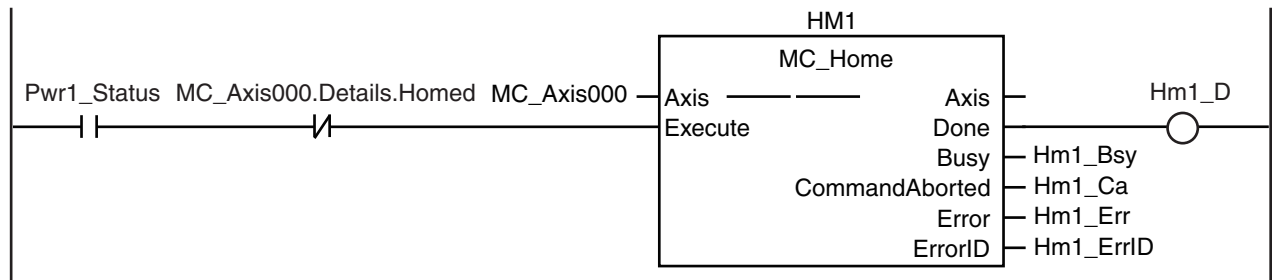 HM1
MC_Home
Pwr1_Status MC_Axis000.Details.Homed MC_Axis000 Axis Axis Hm1_D
Execute Done
Busy Hm1_Bsy
CommandAborted Hm1_Ca
Error Hm1_Err
ErrorID Hm1_ErrID